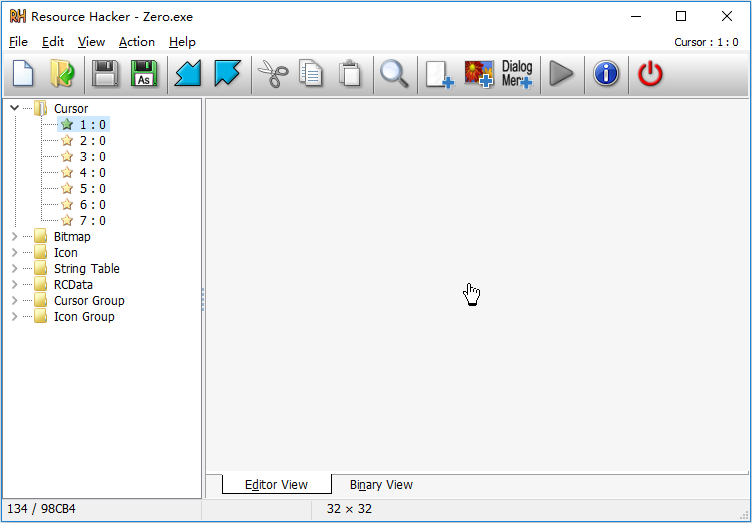 Resource Hacker - Zero.exe
File Edit View Action Help
Cursor : 1 : 0
As
Dialog
Menu
Cursor
1 : 0
2 : 0
3 : 0
4 : 0
5 : 0
6 : 0
7 : 0
Bitmap
Icon
String Table
RCData
Cursor Group
Icon Group
Editor View Binary View
134 / 98CB4
32 × 32